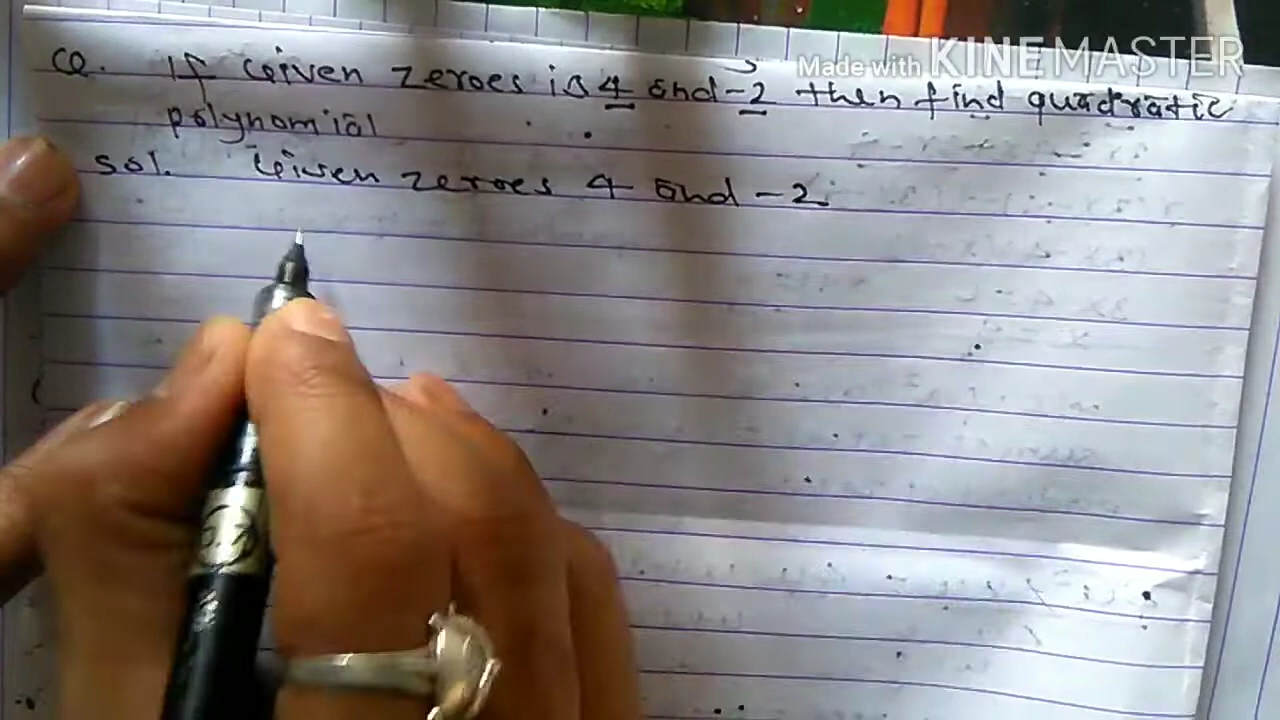 Made with KINEMASTER
Q. If Given zeroes is 4 and -2 then find quadratic
polynomial
sol. Given zeroes 4 and -2